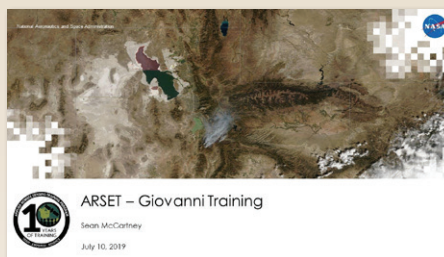 National Aeronautics and Space Administration
NASA
ARSET – Giovanni Training
10
YEARS
OF TRAINING
Sean McCartney
July 10, 2019